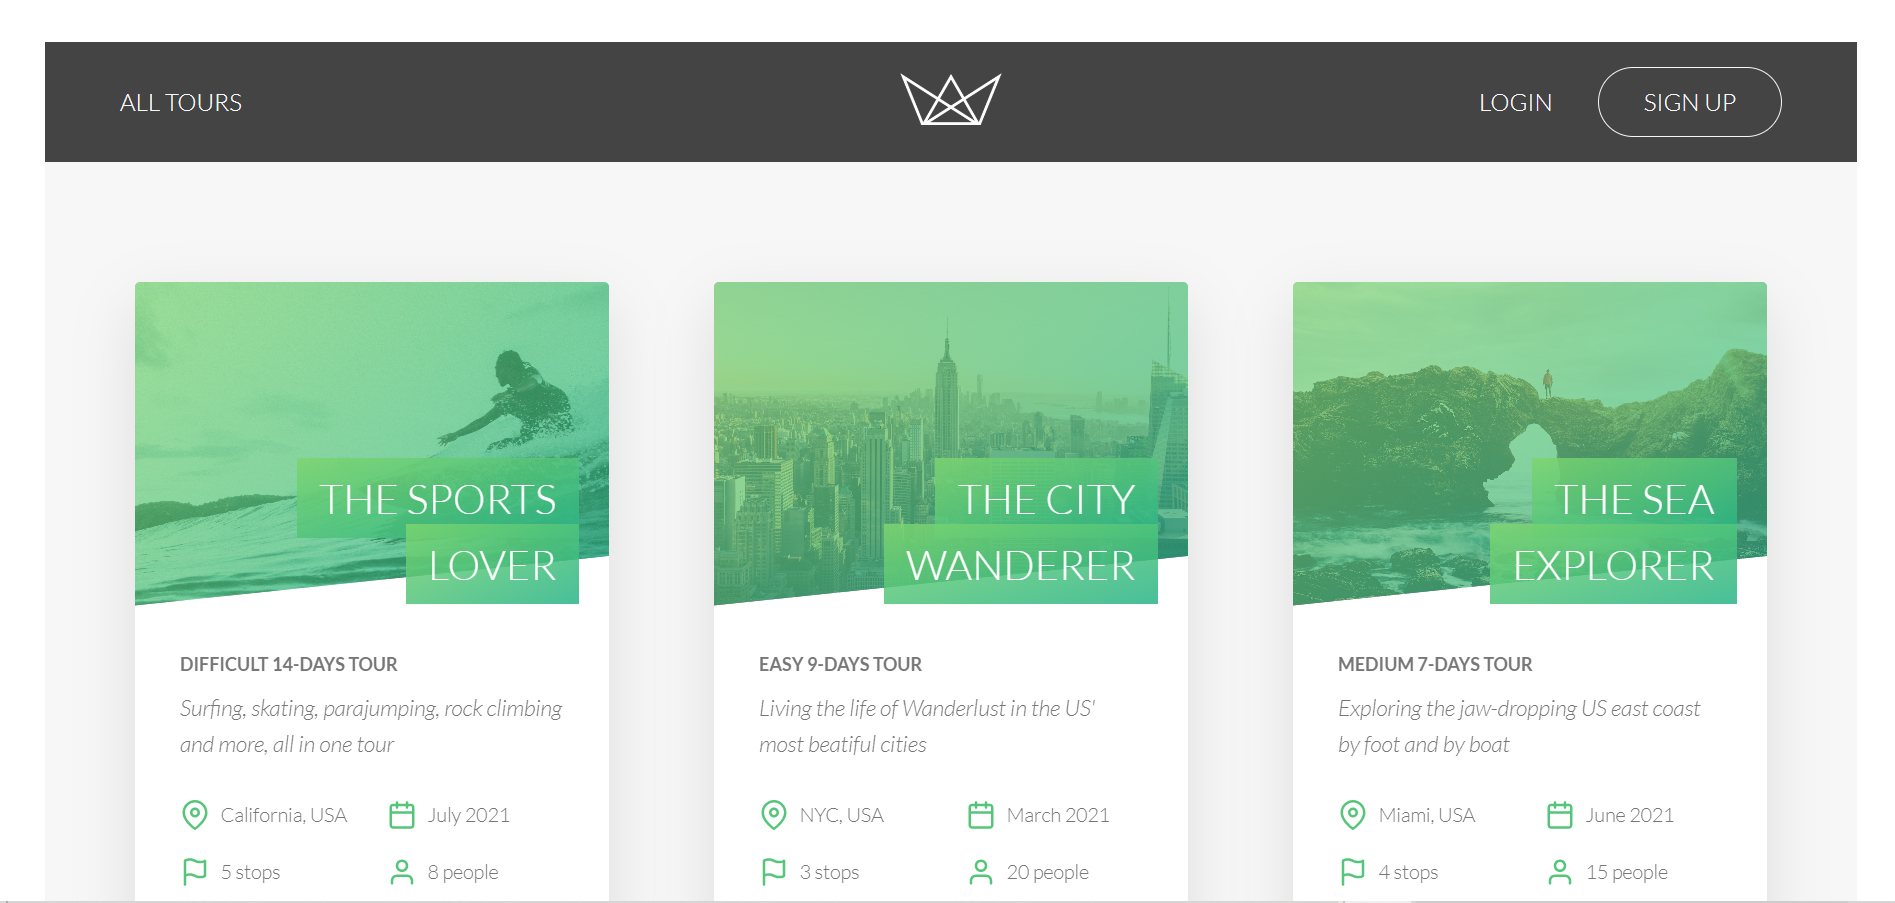 ALL TOURS
LOGIN
SIGN UP
THE SPORTS
LOVER
DIFFICULT 14-DAYS TOUR
Surfing, skating, parajumping, rock climbing
and more, all in one tour
California, USA
July 2021
5 stops
8 people
THE CITY
WANDERER
EASY 9-DAYS TOUR
Living the life of Wanderlust in the US'
most beatiful cities
NYC, USA
March 2021
3 stops
20 people
THE SEA
EXPLORER
MEDIUM 7-DAYS TOUR
Exploring the jaw-dropping US east coast
by foot and by boat
Miami, USA
June 2021
4 stops
15 people